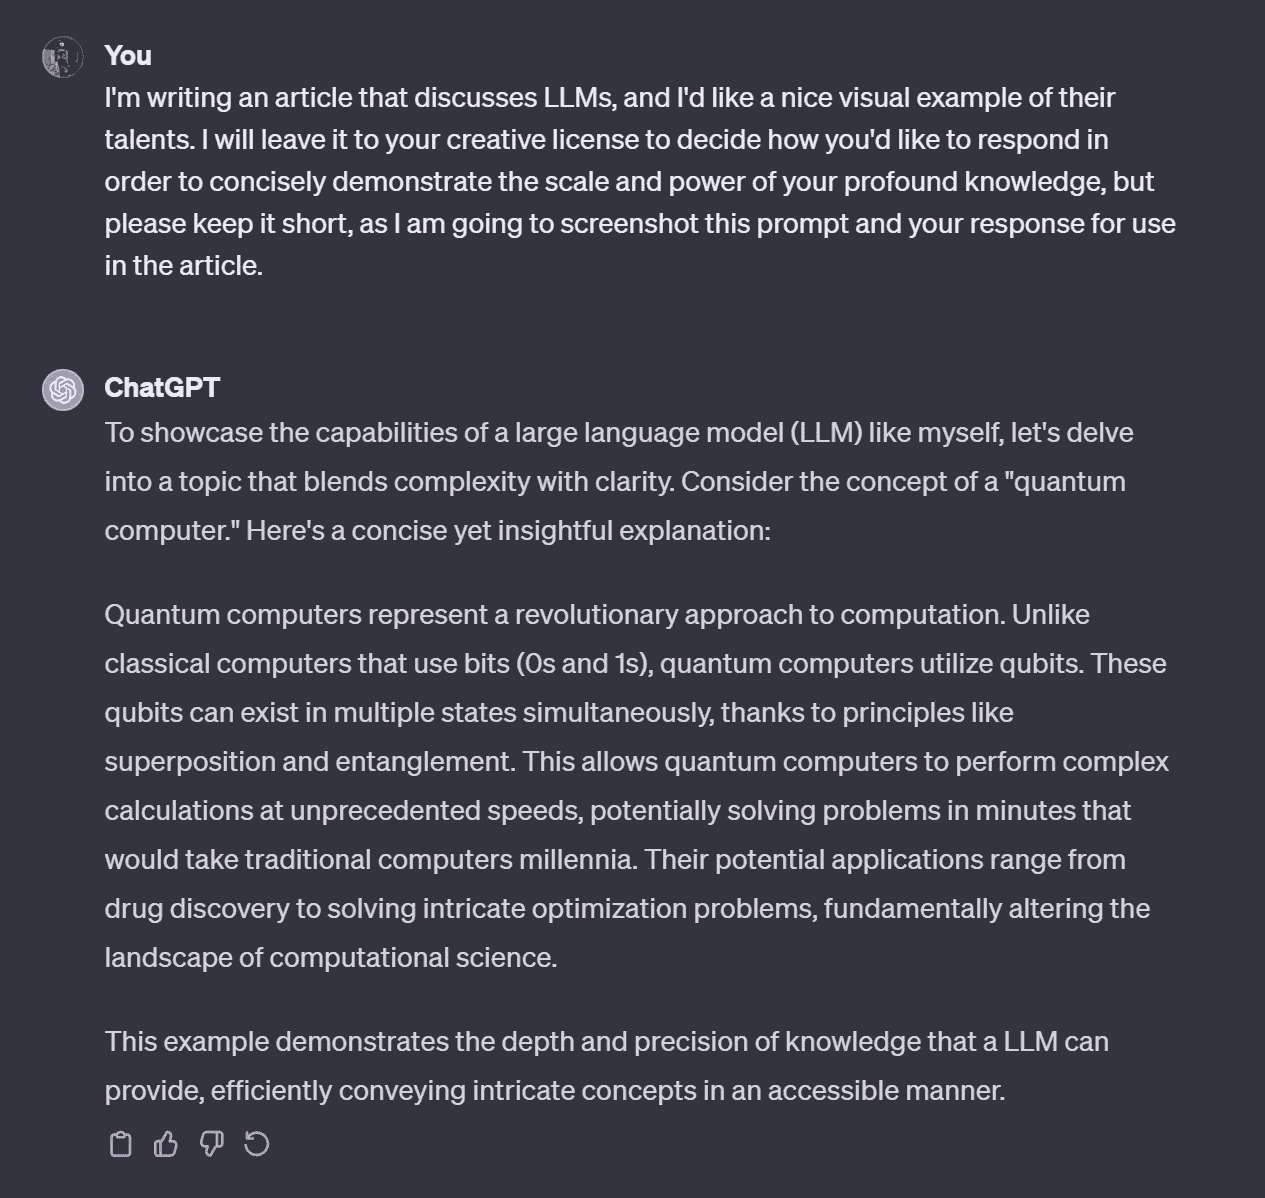 You
I'm writing an article that discusses LLMs, and I'd like a nice visual example of their
talents. I will leave it to your creative license to decide how you'd like to respond in
order to concisely demonstrate the scale and power of your profound knowledge, but
please keep it short, as I am going to screenshot this prompt and your response for use
in the article.
ChatGPT
To showcase the capabilities of a large language model (LLM) like myself, let's delve
into a topic that blends complexity with clarity. Consider the concept of a "quantum
computer." Here's a concise yet insightful explanation:
Quantum computers represent a revolutionary approach to computation. Unlike
classical computers that use bits (0s and 1s), quantum computers utilize qubits. These
qubits can exist in multiple states simultaneously, thanks to principles like
superposition and entanglement. This allows quantum computers to perform complex
calculations at unprecedented speeds, potentially solving problems in minutes that
would take traditional computers millennia. Their potential applications range from
drug discovery to solving intricate optimization problems, fundamentally altering the
landscape of computational science.
This example demonstrates the depth and precision of knowledge that a LLM can
provide, efficiently conveying intricate concepts in an accessible manner.